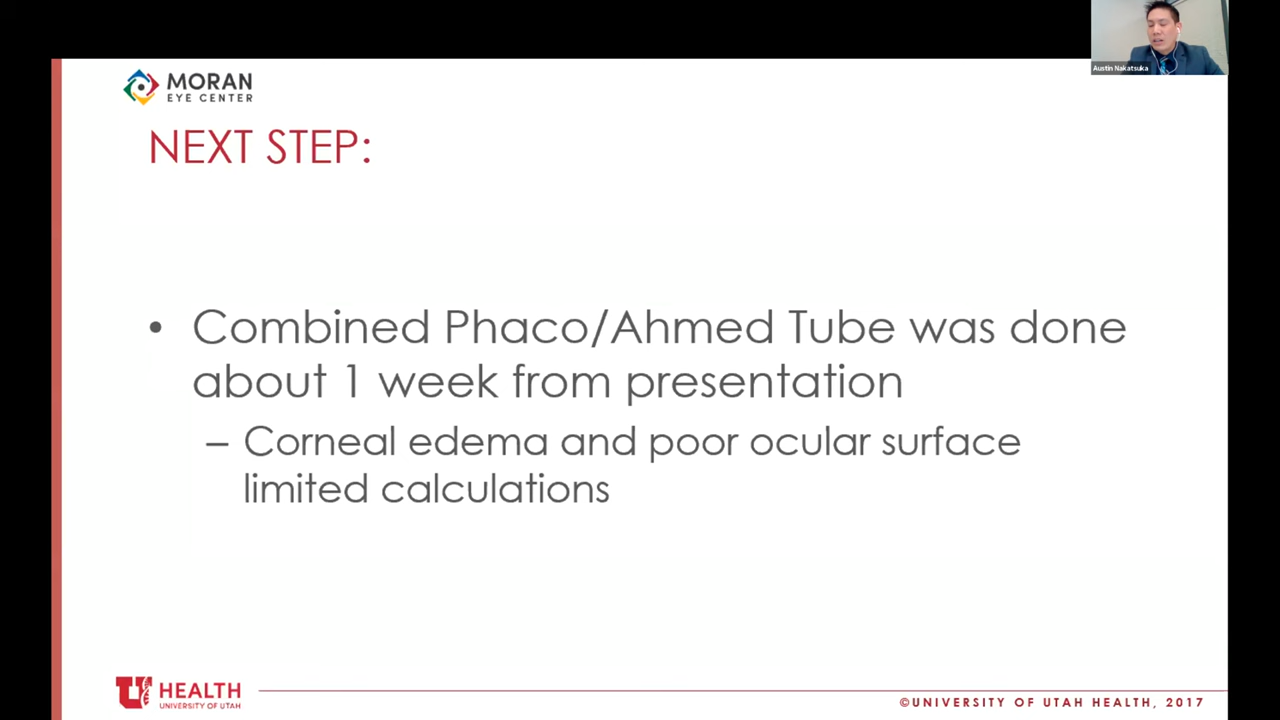 Austin Nakatsuka
MORAN
EYE CENTER
NEXT STEP:
• Combined Phaco/Ahmed Tube was done
about 1 week from presentation
– Corneal edema and poor ocular surface
limited calculations
U HEALTH
UNIVERSITY OF UTAH
©UNIVERSITY OF UTAH HEALTH, 2017